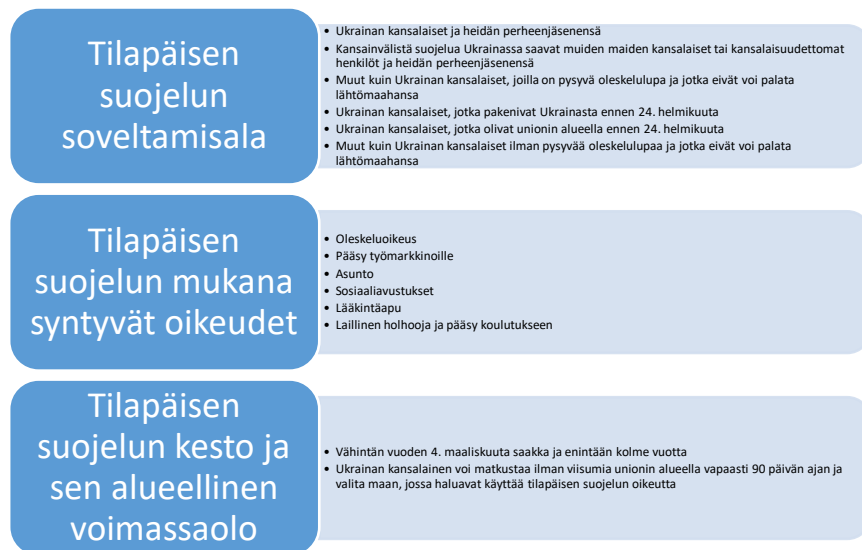 Tilapäisen
suojelun
soveltamisala
• Ukrainan kansalaiset ja heidän perheenjäsenensä
• Kansainvälistä suojelua Ukrainassa saavat muiden maiden kansalaiset tai kansalaisuudettomat
henkilöt ja heidän perheenjäsenensä
• Muut kuin Ukrainan kansalaiset, joilla on pysyvä oleskelulupa ja jotka eivät voi palata
lähtömaahansa
• Ukrainan kansalaiset, jotka pakenivat Ukrainasta ennen 24. helmikuuta
• Ukrainan kansalaiset, jotka olivat unionin alueella ennen 24. helmikuuta
• Muut kuin Ukrainan kansalaiset ilman pysyvää oleskelulupaa ja jotka eivät voi palata
lähtömaahansa
Tilapäisen
suojelun mukana
syntyvät oikeudet
• Oleskeluoikeus
• Pääsy työmarkkinoille
• Asunto
• Sosiaaliavustukset
• Lääkintäapu
• Laillinen holhooja ja pääsy koulutukseen
Tilapäisen
suojelun kesto ja
sen alueellinen
voimassaolo
• Vähintän vuoden 4. maaliskuuta saakka ja enintään kolme vuotta
• Ukrainan kansalainen voi matkustaa ilman viisumia unionin alueella vapaasti 90 päivän ajan ja
valita maan, jossa haluavat käyttää tilapäisen suojelun oikeutta